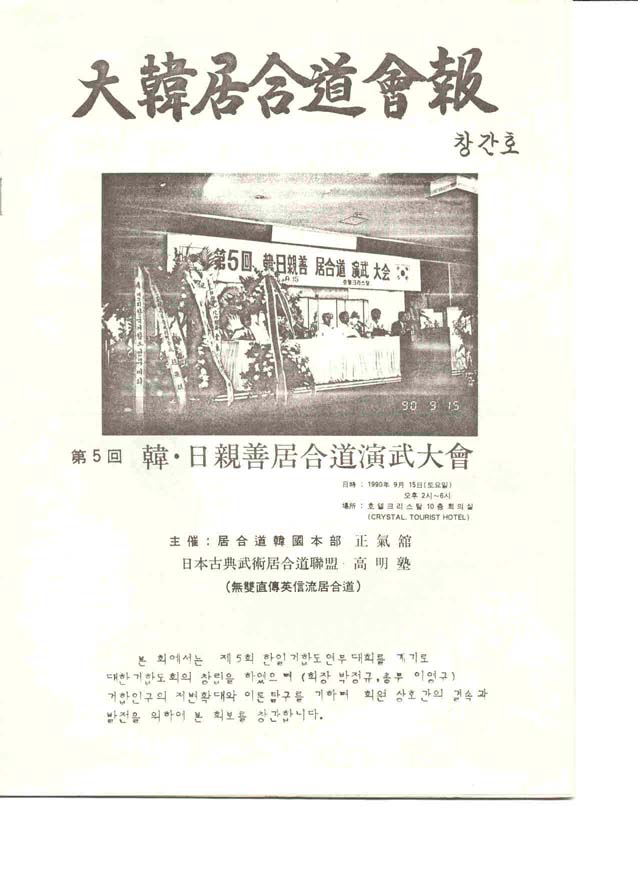 大韓居合道會報
창간호
第5回 韓·日親善 居合道 演武 大会
호텔크리스탈
90 9 15
第5回 韓·日親善居合道演武大會
日時 : 1990年 9月 15日(토요일)
오후 2시~6시
場所 : 호텔크리스탈 10층 회의실
(CRYSTAL. TOURIST HOTEL)
主催 : 居合道韓國本部 正氣舘
日本古典武術居合道聯盟 · 高明塾
(無雙直傳英信流居合道)
본 회에서는 제5회 한일거합도연무대회를 계기로
대한거합도회의 창립을 하였으며 (회장 박정규,총무 이영구)
거합인구의 저변확대와 이론탐구를 기하며 회원 상호간의 결속과
발전을 의하여 본 회보를 창간합니다.